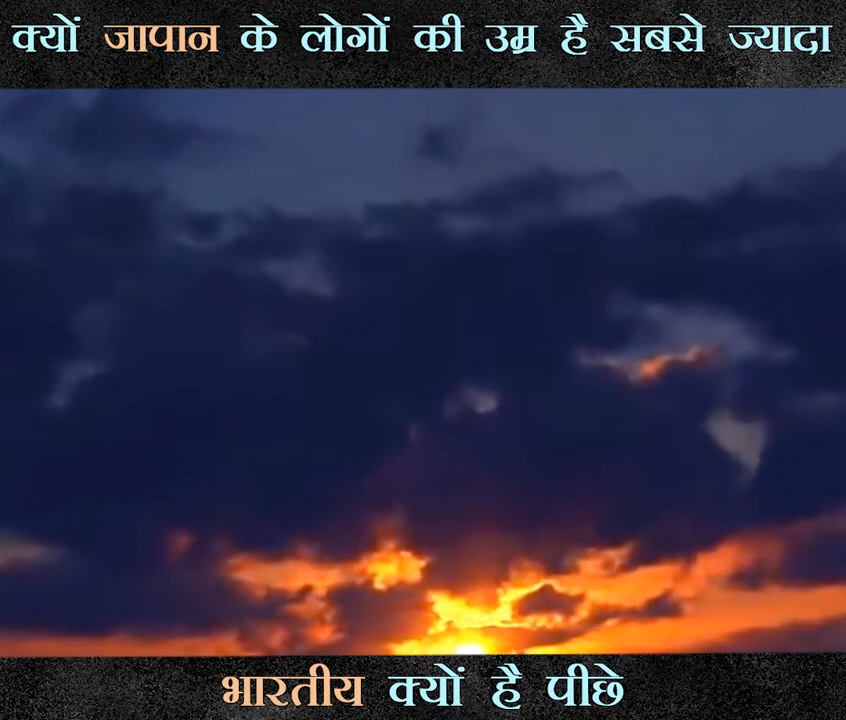 क्यों जापान के लोगों की उम्र है सबसे ज्यादा
भारतीय क्यों है पीछे